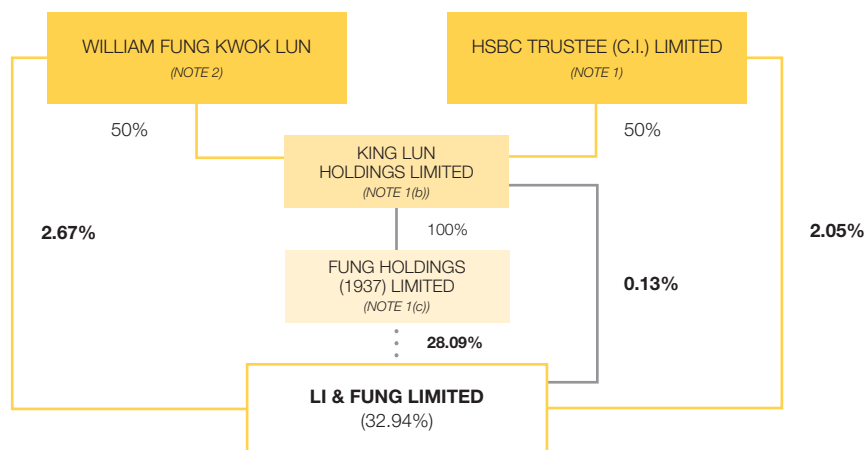 WILLIAM FUNG KWOK LUN
(NOTE 2)
HSBC TRUSTEE (C.I.) LIMITED
(NOTE 1)
50%
50%
KING LUN
HOLDINGS LIMITED
(NOTE 1(b))
2.67%
100%
2.05%
FUNG HOLDINGS
(1937) LIMITED
(NOTE 1(c))
0.13%
28.09%
LI & FUNG LIMITED
(32.94%)